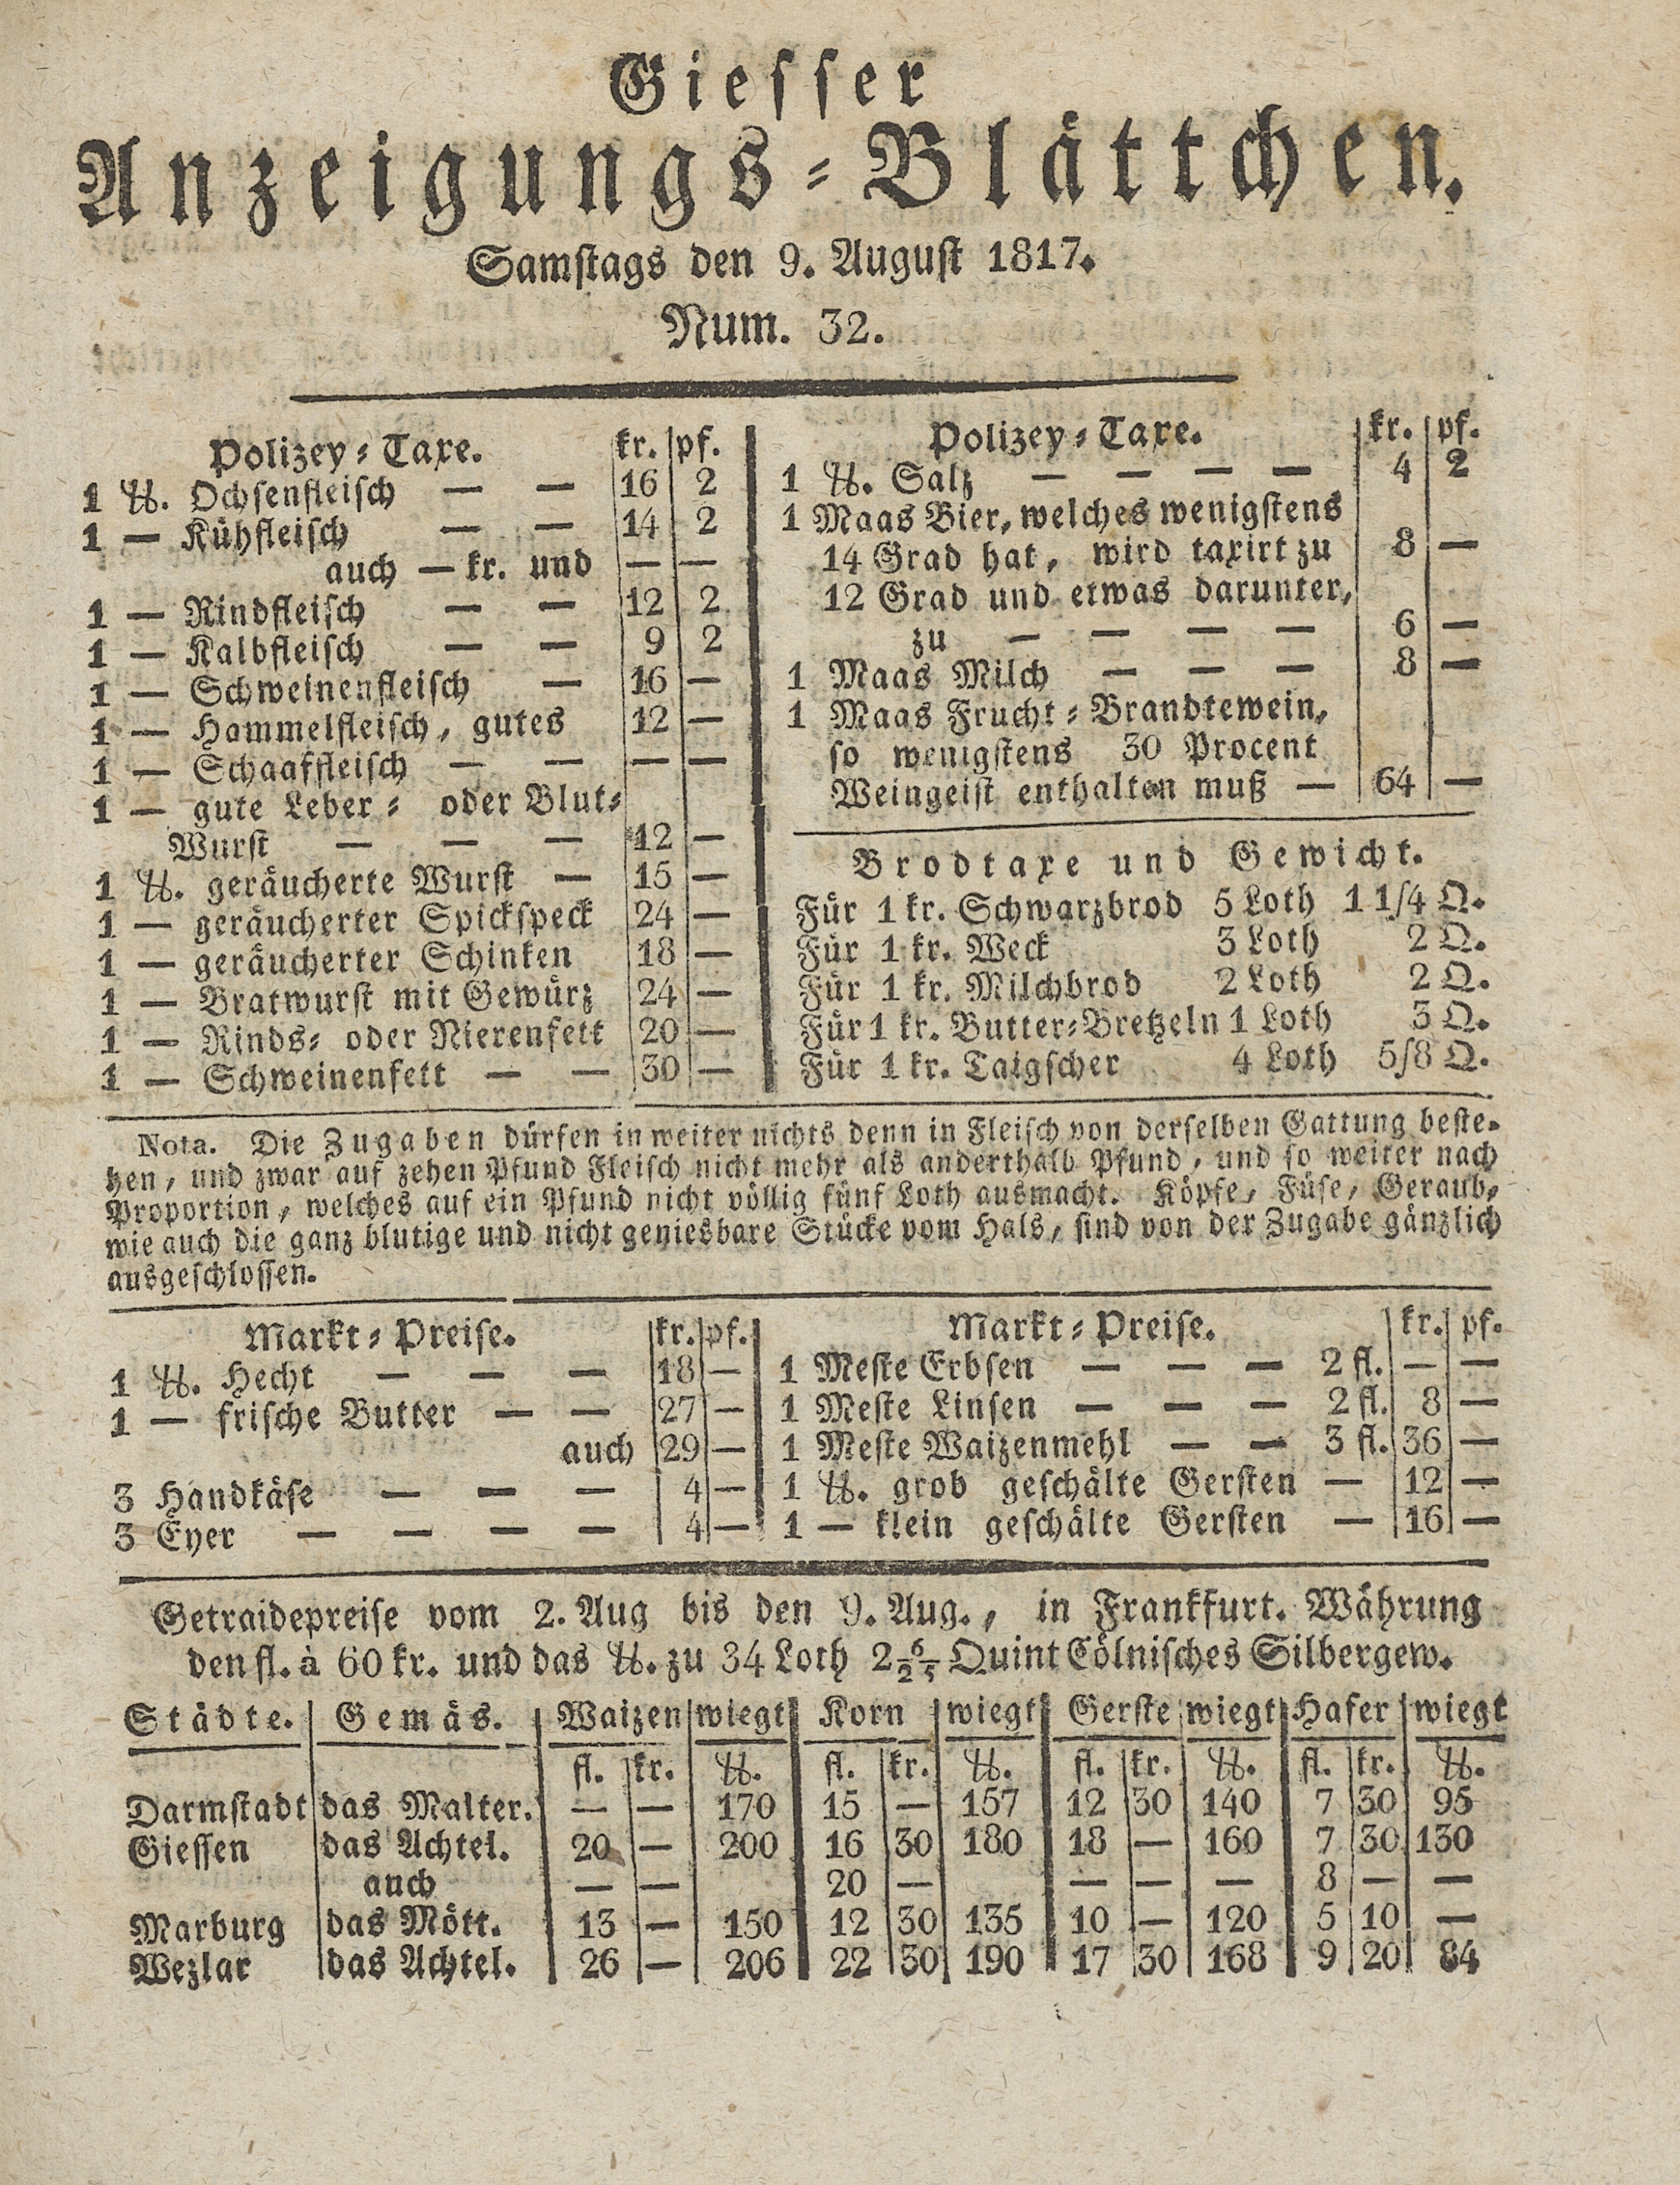 Giesser
Anzeigungs-Blättchen.
Samstags den 9. August 1817.
Num. 32.
Polizey-Taxe. kr. pf.
1 ℔. Ochsenfleisch — — 16 2
1 — Kühfleisch — — 14 2
auch — kr. und — —
1 — Rindfleisch — — 12 2
1 — Kalbfleisch — — 9 2
1 — Schweinenfleisch — 16 —
1 — Hammelfleisch, gutes 12 —
1 — Schaaffleisch — — — —
1 — gute Leber- oder Blut-
Wurst — — — 12 —
1 ℔. geräucherte Wurst — 15 —
1 — geräucherter Spickspeck 24 —
1 — geräucherter Schinken 18 —
1 — Bratwurst mit Gewürz 24 —
1 — Rinds- oder Nierenfett 20 —
1 — Schweinenfett — — 30 —
Polizey-Taxe. kr. pf.
1 ℔. Salz — — — — 4 2
1 Maas Bier, welches wenigstens
14 Grad hat, wird taxirt zu 8 —
12 Grad und etwas darunter,
zu — — — — 6 —
1 Maas Milch — — — 8 —
1 Maas Frucht-Brandtewein,
so wenigstens 30 Procent
Weingeist enthalten muß — 64 —
Brodtaxe und Gewicht.
Für 1 kr. Schwarzbrod 5 Loth 1 1/4 Q.
Für 1 kr. Weck 3 Loth 2 Q.
Für 1 kr. Milchbrod 2 Loth 2 Q.
Für 1 kr. Butter-Bretzeln 1 Loth 3 Q.
Für 1 kr. Taigscher 4 Loth 5/8 Q.
Nota. Die Zugaben dürfen in weiter nichts denn in Fleisch von derselben Gattung beste-
hen, und zwar auf zehen Pfund Fleisch nicht mehr als anderthalb Pfund, und so weiter nach
Proportion, welches auf ein Pfund nicht völlig fünf Loth ausmacht. Köpfe, Füse, Geraub,
wie auch die ganz blutige und nicht geniesbare Stücke vom Hals, sind von der Zugabe gänzlich
ausgeschlossen.
Markt-Preise. kr. pf.
1 ℔. Hecht — — — 18 —
1 — frische Butter — — 27 —
auch 29 —
3 Handkäse — — — 4 —
3 Eyer — — — — 4 —
Markt-Preise. kr. pf.
1 Meste Erbsen — — — 2 fl. — —
1 Meste Linsen — — — 2 fl. 8 —
1 Meste Waizenmehl — — 3 fl. 36 —
1 ℔. grob geschälte Gersten — 12 —
1 — klein geschälte Gersten — 16 —
Getraidepreise vom 2. Aug bis den 9. Aug., in Frankfurt. Währung
den fl. à 60 kr. und das ℔. zu 34 Loth 2 6/25 Quint Cölnisches Silbergew.
Städte. Gemäs. Waizen wiegt Korn wiegt Gerste wiegt Hafer wiegt
fl. kr. ℔. fl. kr. ℔. fl. kr. ℔. fl. kr. ℔.
Darmstadt das Malter. — — 170 15 — 157 12 30 140 7 30 95
Giessen das Achtel. 20 — 200 16 30 180 18 — 160 7 30 130
auch — — 20 — — — — 8 — —
Marburg das Mött. 13 — 150 12 30 135 10 — 120 5 10 —
Wezlar das Achtel. 26 — 206 22 30 190 17 30 168 9 20 84